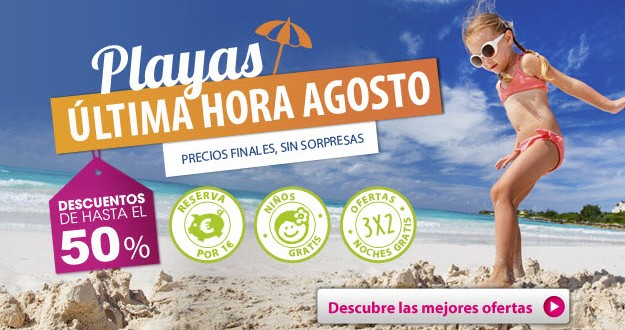 Playas
ÚLTIMA HORA AGOSTO
PRECIOS FINALES, SIN SORPRESAS
DESCUENTOS
DE HASTA EL
50%
RESERVA
€
POR 1€
NIÑOS
GRATIS
OFERTAS
3X2
NOCHES GRATIS
Descubre las mejores ofertas